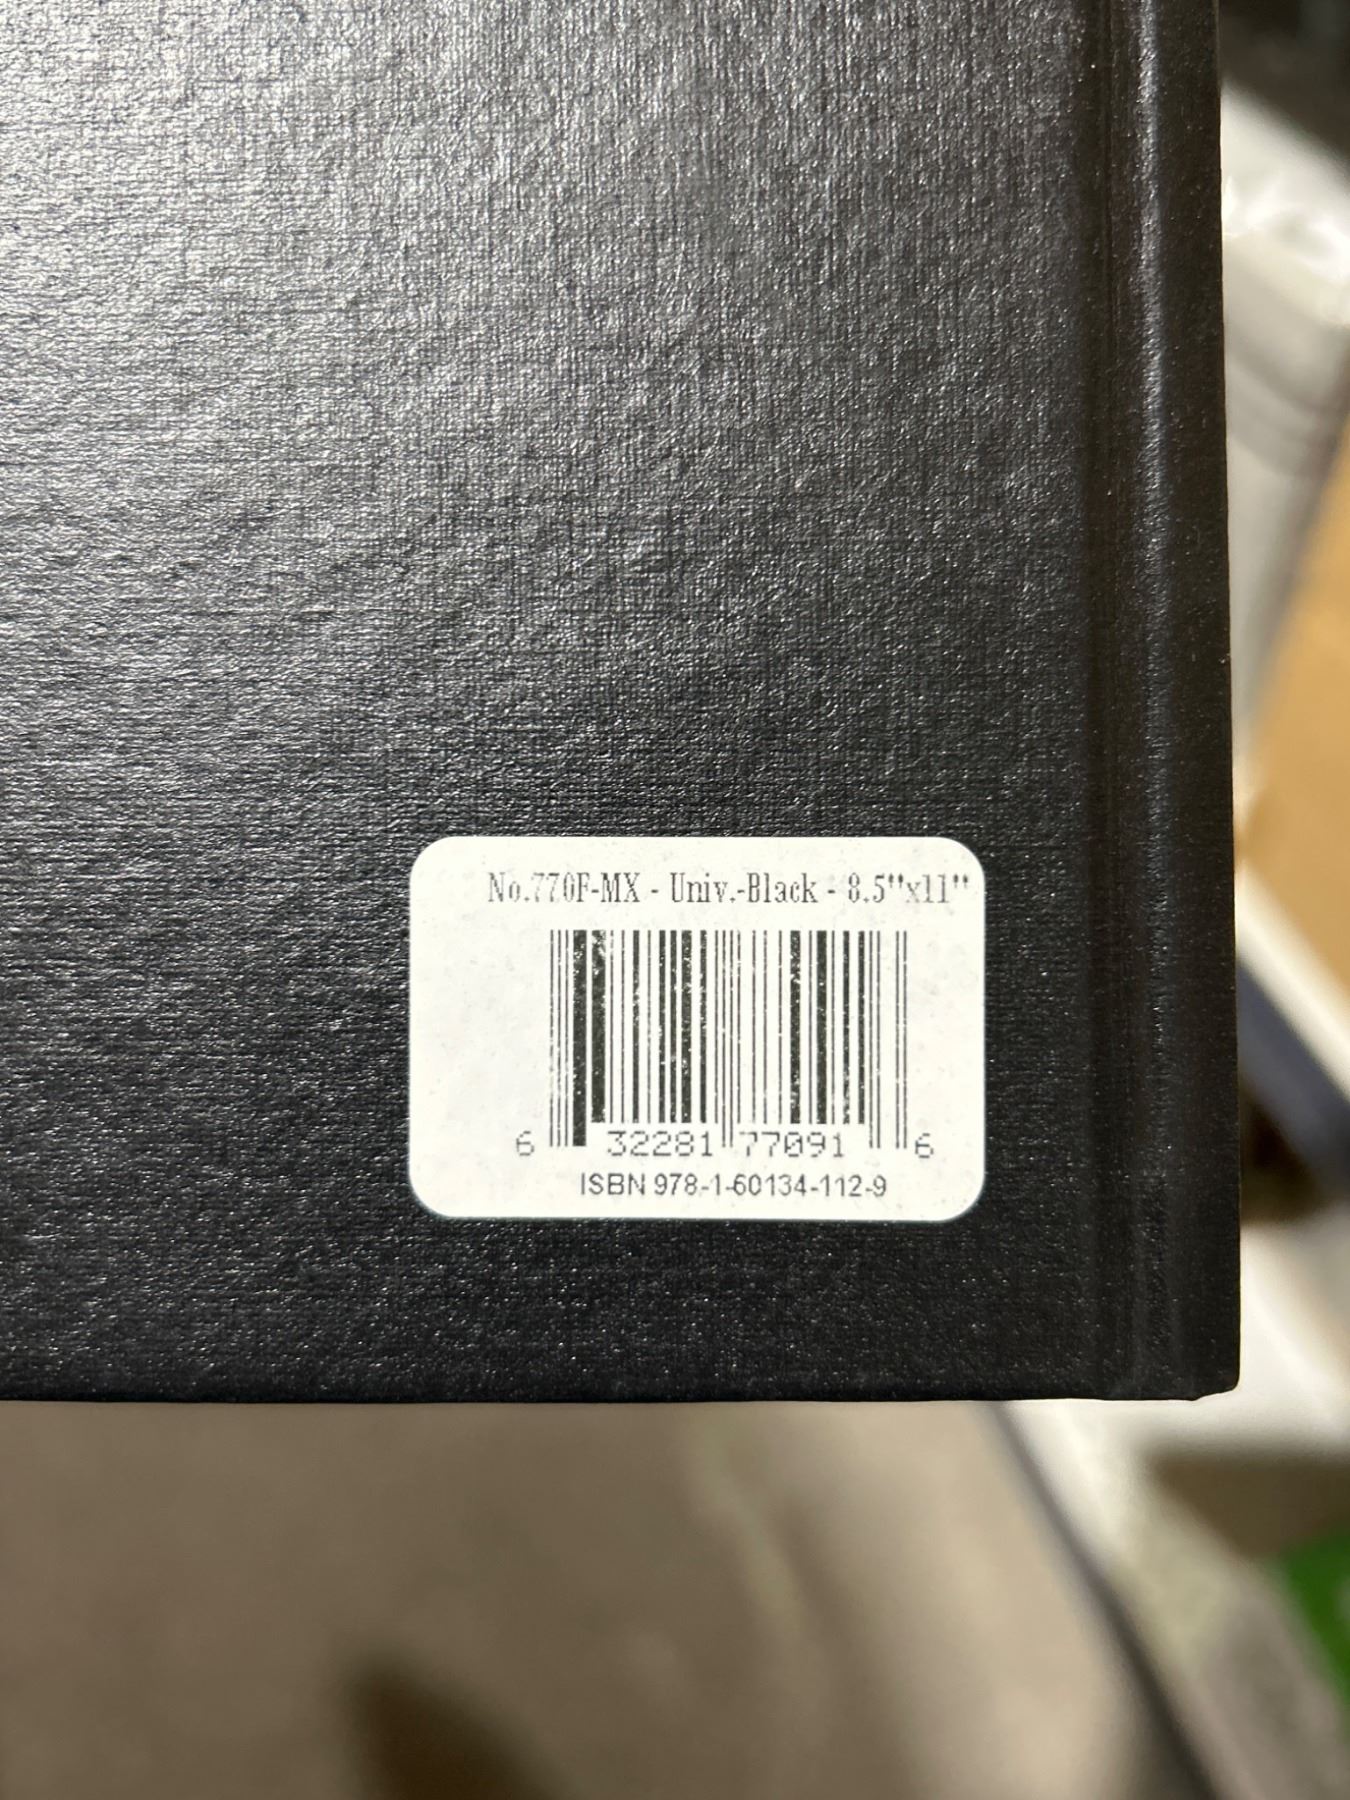 No.770F-MX - Univ.-Black - 8.5"x11"
6 32281 77091 6
ISBN 978-1-60134-112-9